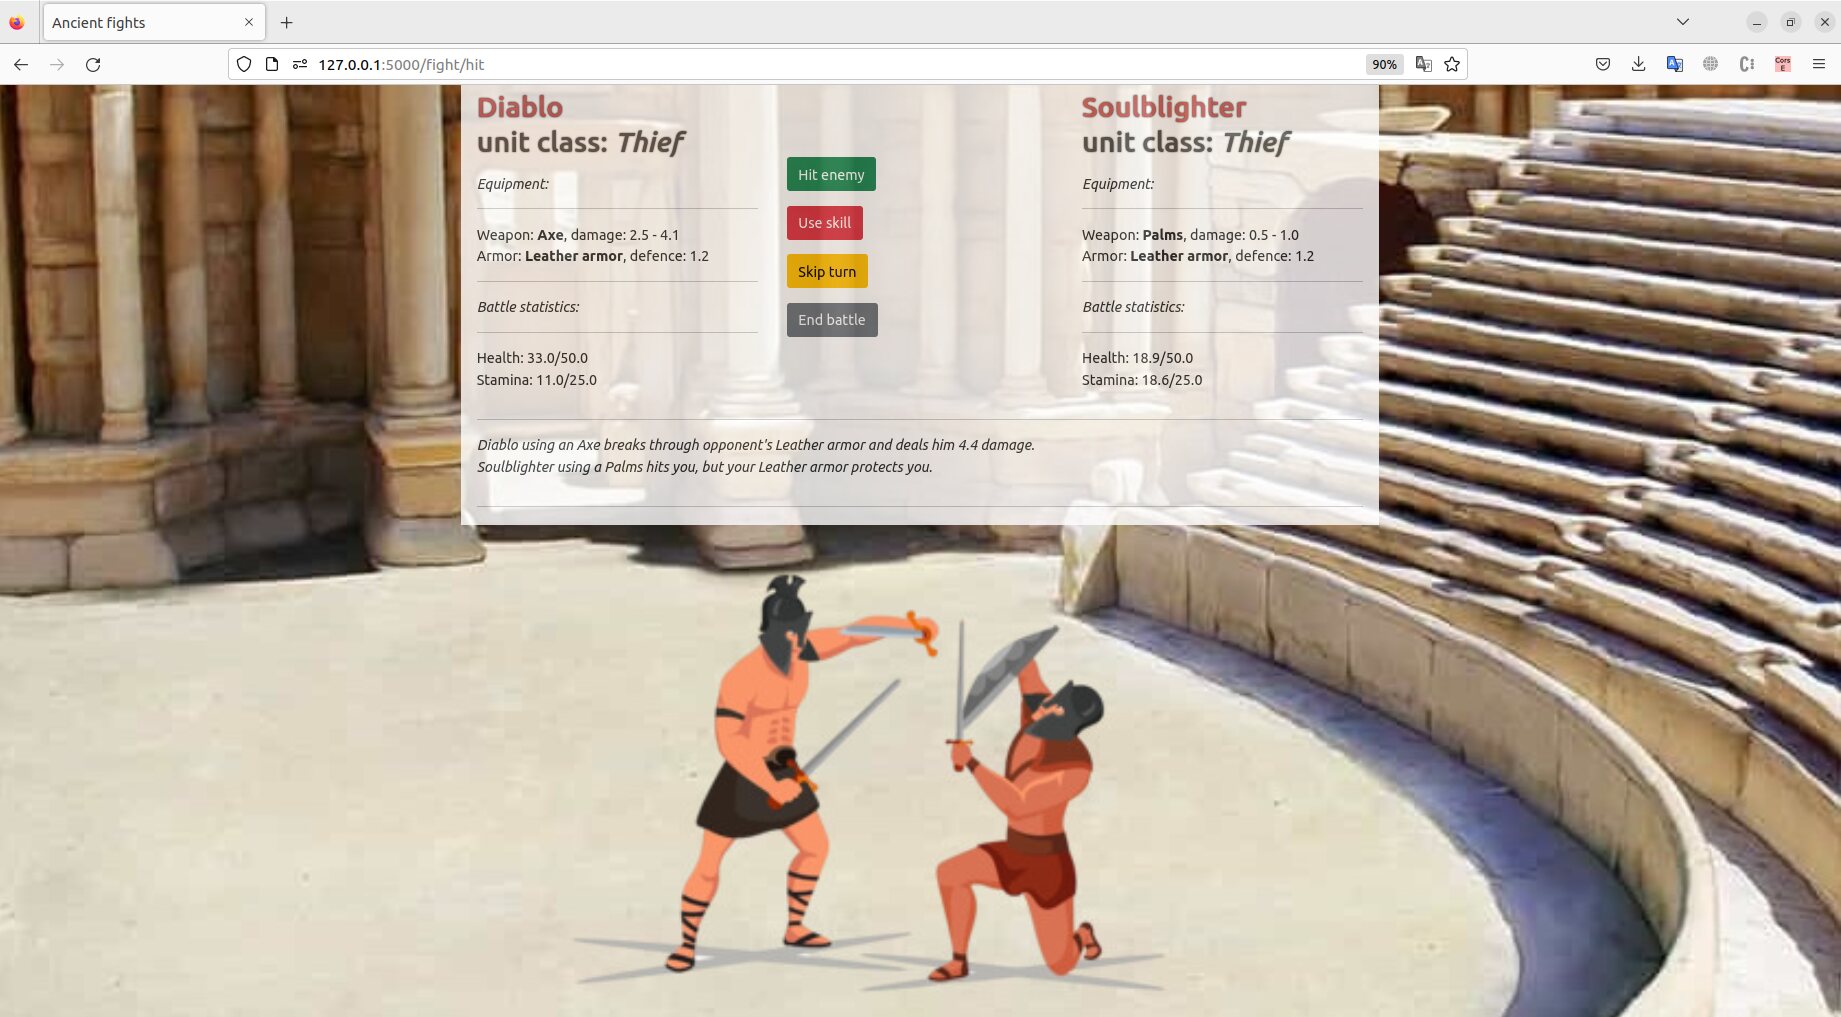 Ancient fights
127.0.0.1:5000/fight/hit
90%
Diablo
unit class: Thief
Equipment:
Weapon: Axe, damage: 2.5 - 4.1
Armor: Leather armor, defence: 1.2
Battle statistics:
Health: 33.0/50.0
Stamina: 11.0/25.0
Hit enemy
Use skill
Skip turn
End battle
Soulblighter
unit class: Thief
Equipment:
Weapon: Palms, damage: 0.5 - 1.0
Armor: Leather armor, defence: 1.2
Battle statistics:
Health: 18.9/50.0
Stamina: 18.6/25.0
Diablo using an Axe breaks through opponent's Leather armor and deals him 4.4 damage.
Soulblighter using a Palms hits you, but your Leather armor protects you.